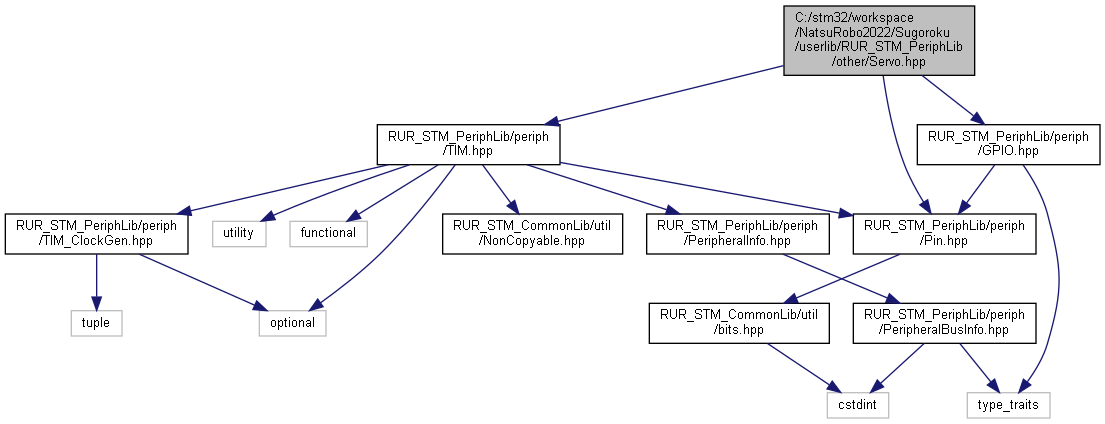 C:/stm32/workspace
/NatsuRobo2022/Sugoroku
/userlib/RUR_STM_PeriphLib
/other/Servo.hpp
RUR_STM_PeriphLib/periph
/TIM.hpp
RUR_STM_PeriphLib/periph
/GPIO.hpp
RUR_STM_PeriphLib/periph
/TIM_ClockGen.hpp
utility
functional
RUR_STM_CommonLib/util
/NonCopyable.hpp
RUR_STM_PeriphLib/periph
/PeripheralInfo.hpp
RUR_STM_PeriphLib/periph
/Pin.hpp
tuple
optional
RUR_STM_CommonLib/util
/bits.hpp
RUR_STM_PeriphLib/periph
/PeripheralBusInfo.hpp
cstdint
type_traits